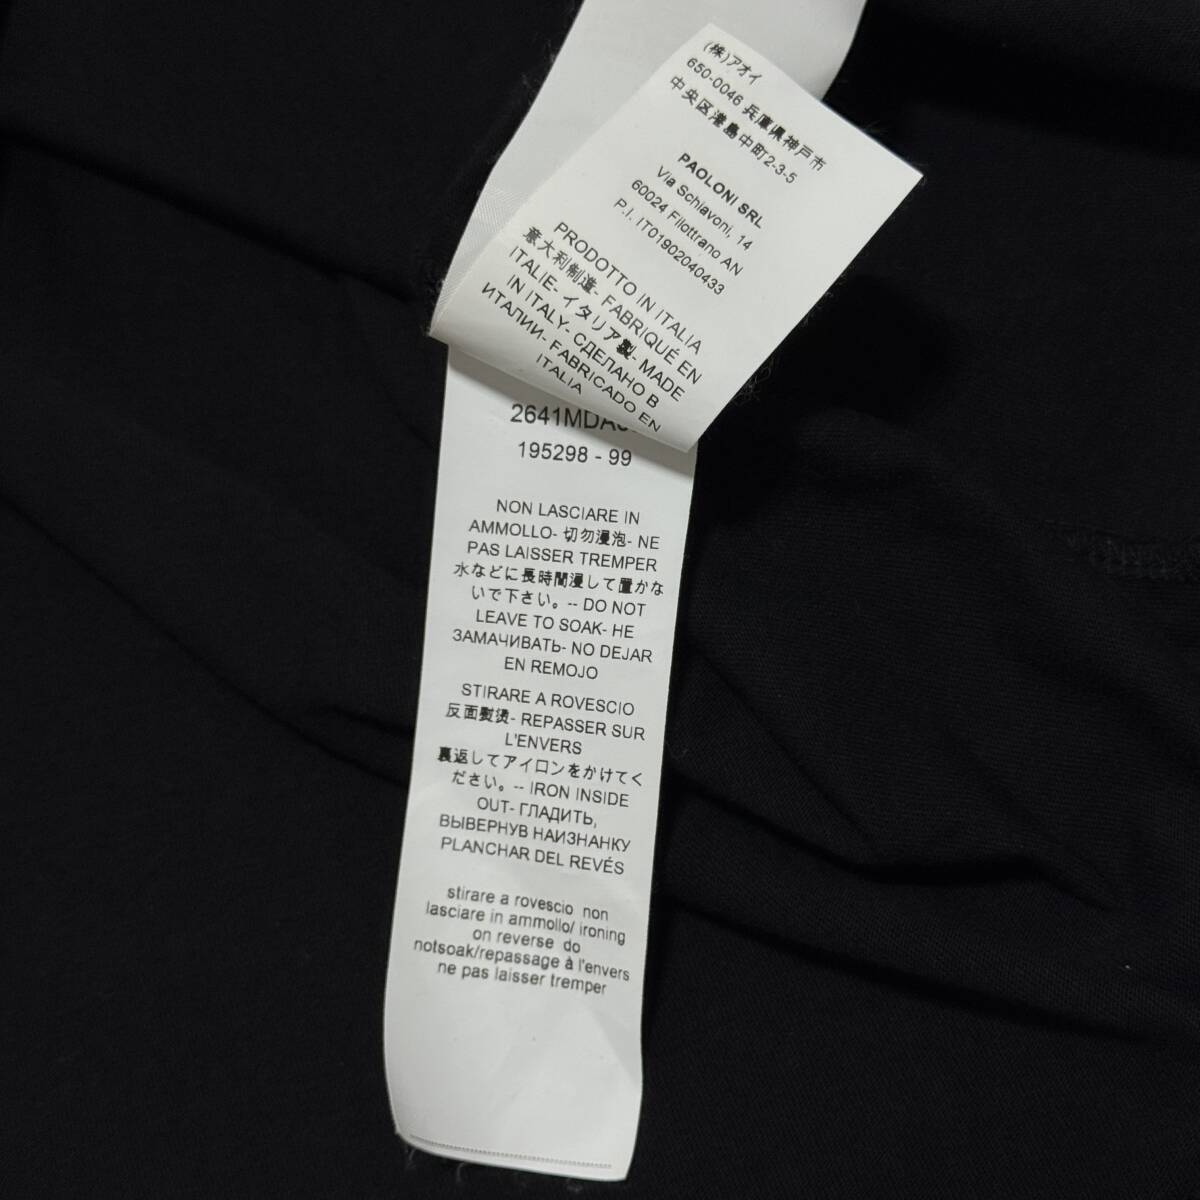 (株)アオイ
650-0046 兵庫県神戸市
中央区港島中町2-3-5
PAOLONI SRL
Via Schiavoni, 14
60024 Filottrano AN
P.I. IT01902040433
PRODOTTO IN ITALIA
意大利制造- FABRIQUÉ EN
ITALIE- イタリア製- MADE
IN ITALY- СДЕЛАНО В
ИТАЛИИ- FABRICADO EN
ITALIA
195298 - 99
NON LASCIARE IN
AMMOLLO- 切勿浸泡- NE
PAS LAISSER TREMPER
水などに長時間浸して置かな
いで下さい。-- DO NOT
LEAVE TO SOAK- НЕ
ЗАМАЧИВАТЬ- NO DEJAR
EN REMOJO
STIRARE A ROVESCIO
反面熨烫- REPASSER SUR
L'ENVERS
裏返してアイロンをかけてく
ださい。-- IRON INSIDE
OUT- ГЛАДИТЬ,
ВЫВЕРНУВ НАИЗНАНКУ
PLANCHAR DEL REVÉS
stirare a rovescio non
lasciare in ammollo/ ironing
on reverse do
notsoak/repassage à l'envers
ne pas laisser tremper